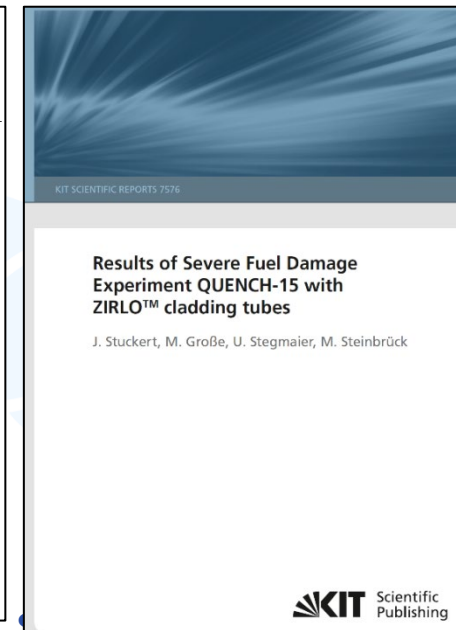 KIT SCIENTIFIC REPORTS 7576
Results of Severe Fuel Damage
Experiment QUENCH-15 with
ZIRLO™ cladding tubes
J. Stuckert, M. Große, U. Stegmaier, M. Steinbrück
KIT Scientific
Publishing